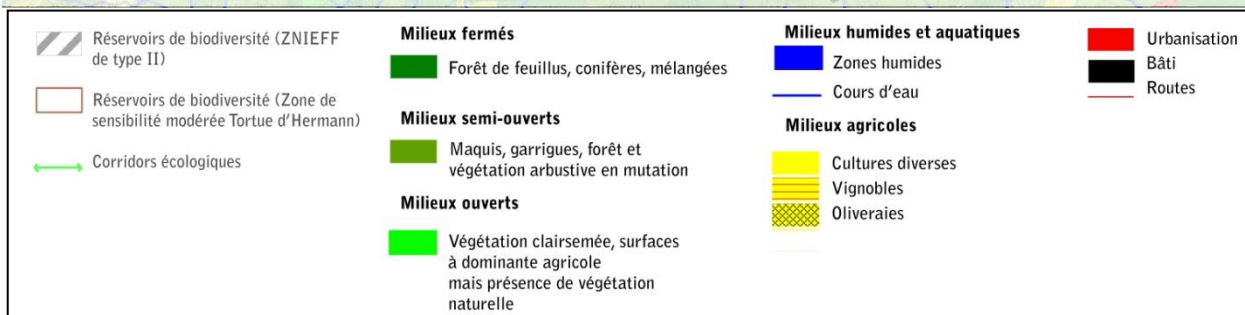 Réservoirs de biodiversité (ZNIEFF
de type II)
Réservoirs de biodiversité (Zone de
sensibilité modérée Tortue d'Hermann)
Corridors écologiques
Milieux fermés
Forêt de feuillus, conifères, mélangées
Milieux semi-ouverts
Maquis, garrigues, forêt et
végétation arbustive en mutation
Milieux ouverts
Végétation clairsemée, surfaces
à dominante agricole
mais présence de végétation
naturelle
Milieux humides et aquatiques
Zones humides
Cours d'eau
Milieux agricoles
Cultures diverses
Vignobles
Oliveraies
Urbanisation
Bâti
Routes